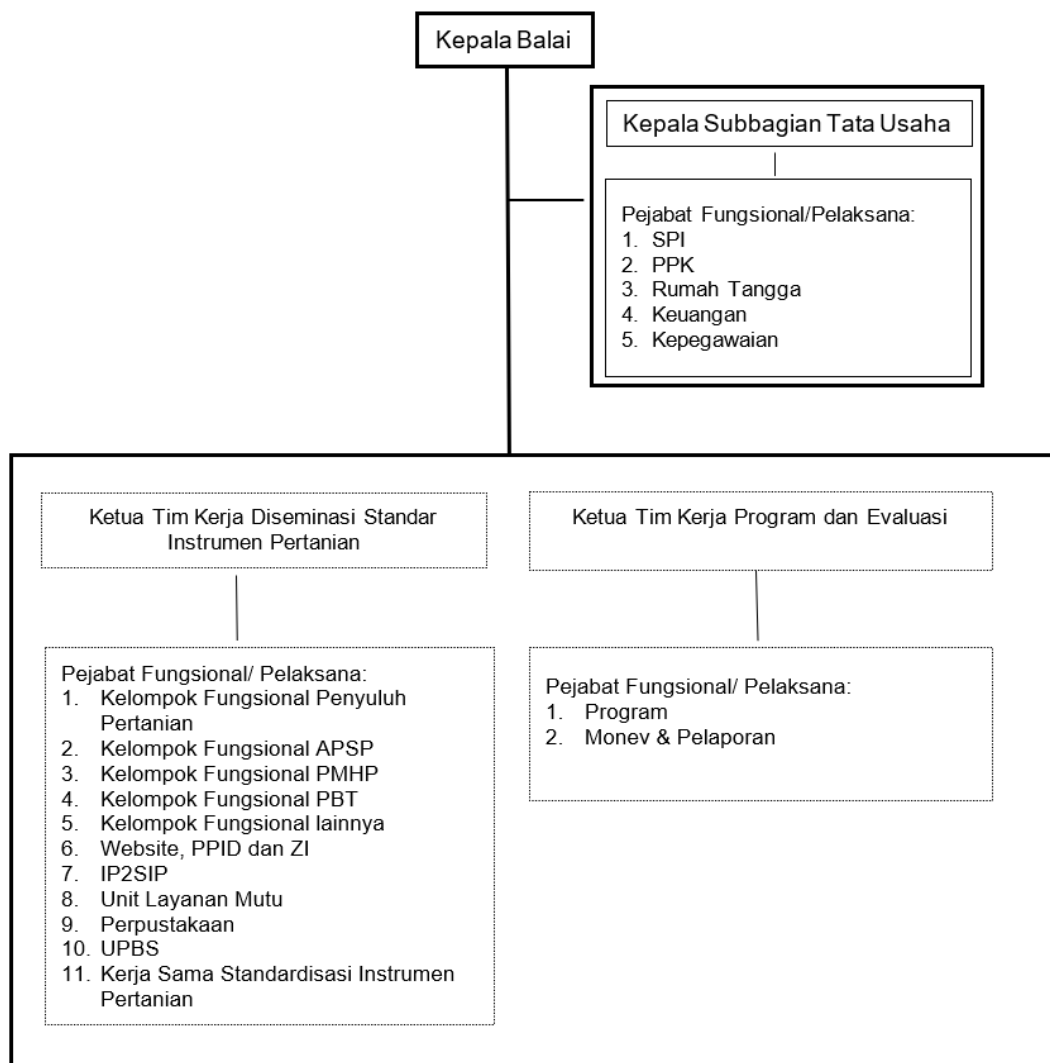 Kepala Balai
Kepala Subbagian Tata Usaha
Pejabat Fungsional/Pelaksana:
1. SPI
2. PPK
3. Rumah Tangga
4. Keuangan
5. Kepegawaian
Ketua Tim Kerja Diseminasi Standar
Instrumen Pertanian
Pejabat Fungsional/ Pelaksana:
1. Kelompok Fungsional Penyuluh
Pertanian
2. Kelompok Fungsional APSP
3. Kelompok Fungsional PMHP
4. Kelompok Fungsional PBT
5. Kelompok Fungsional lainnya
6. Website, PPID dan ZI
7. IP2SIP
8. Unit Layanan Mutu
9. Perpustakaan
10. UPBS
11. Kerja Sama Standardisasi Instrumen
Pertanian
Ketua Tim Kerja Program dan Evaluasi
Pejabat Fungsional/ Pelaksana:
1. Program
2. Monev & Pelaporan